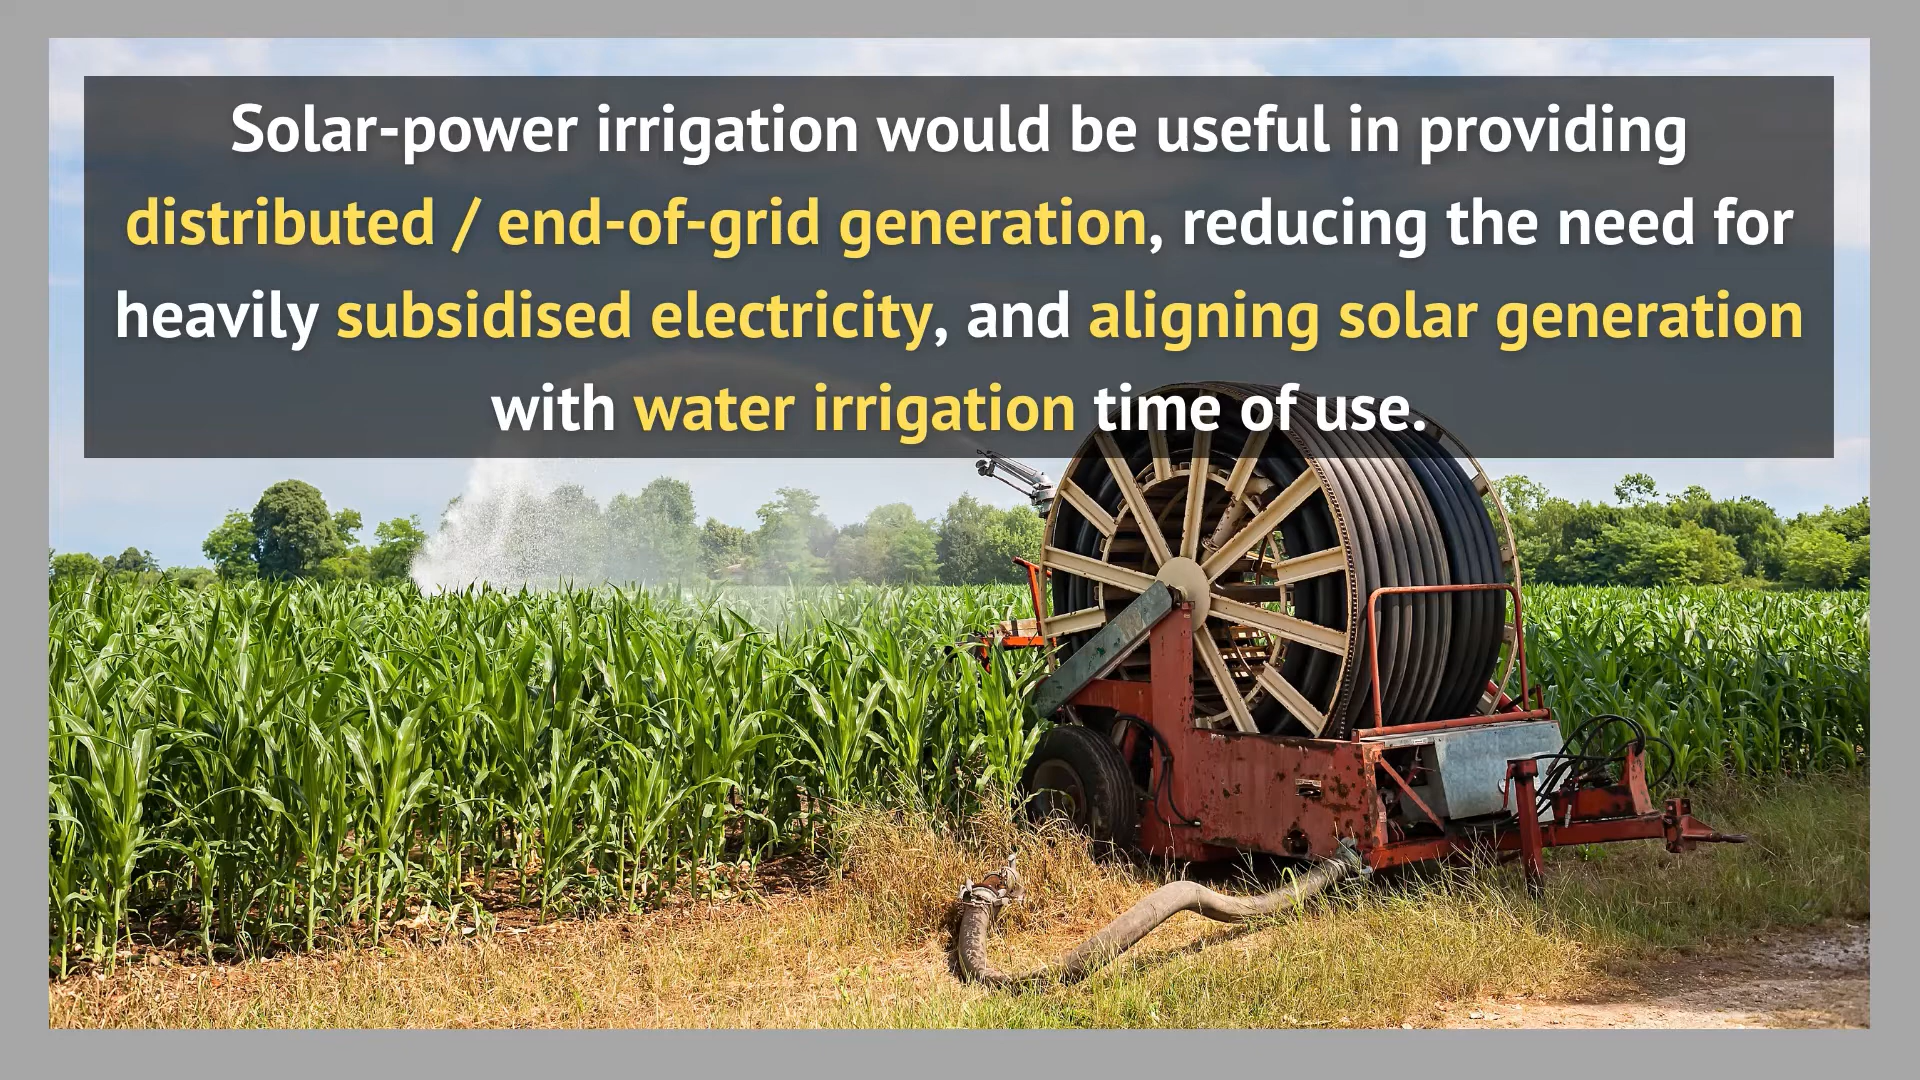 Solar-power irrigation would be useful in providing
distributed / end-of-grid generation, reducing the need for
heavily subsidised electricity, and aligning solar generation
with water irrigation time of use.